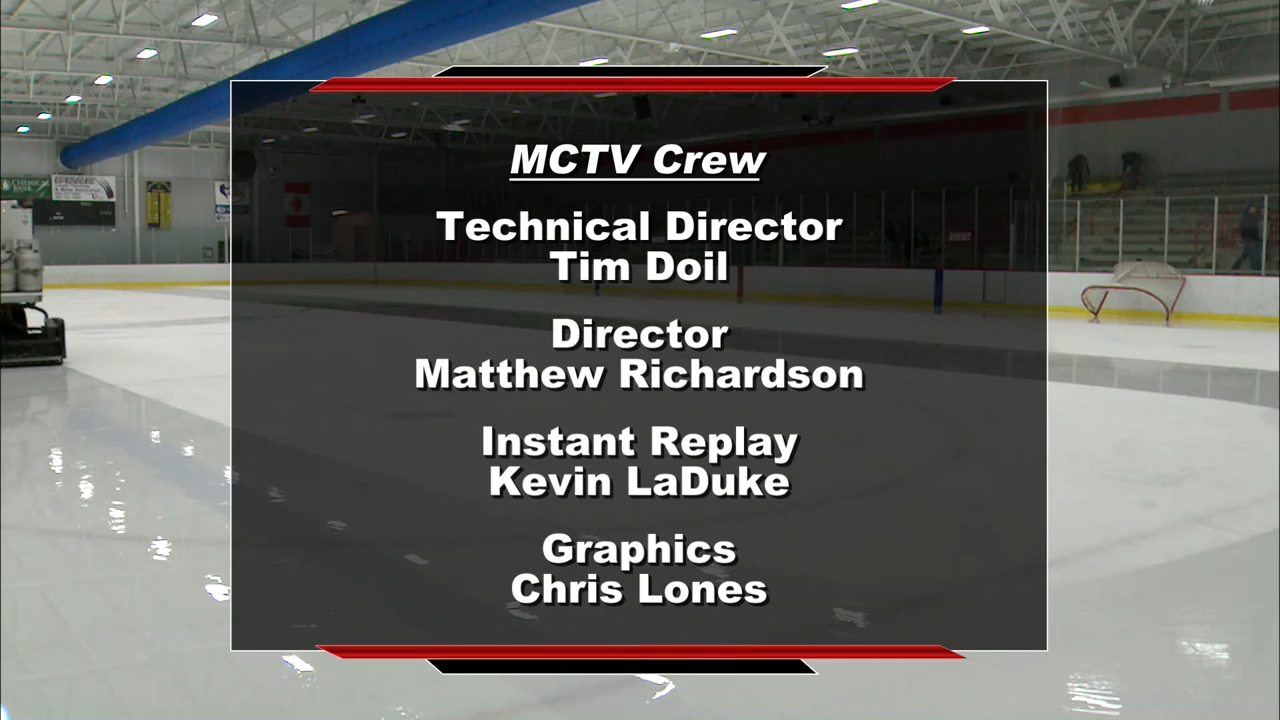 MCTV Crew
Technical Director
Tim Doil
Director
Matthew Richardson
Instant Replay
Kevin LaDuke
Graphics
Chris Lones